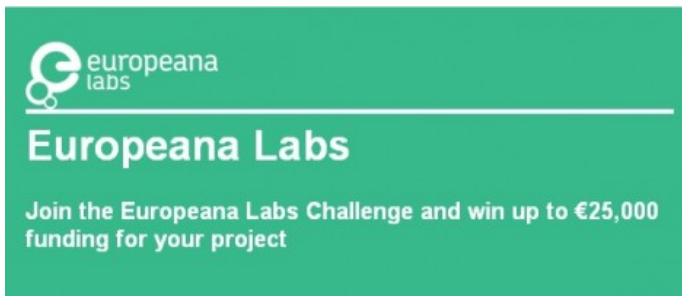 europeana
labs
Europeana Labs
Join the Europeana Labs Challenge and win up to €25,000
funding for your project